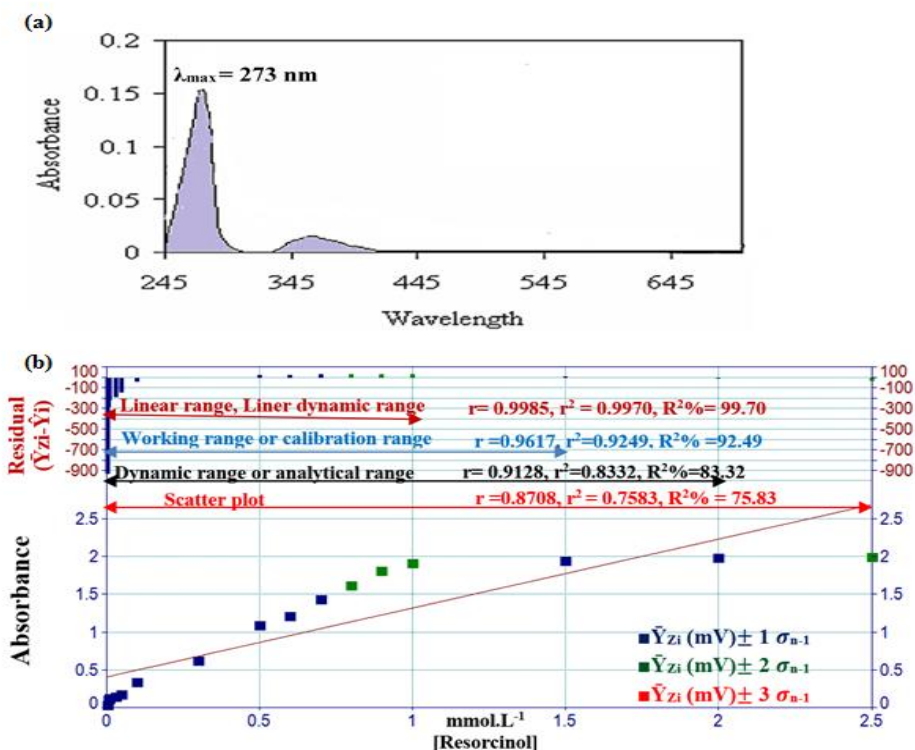 (a)
0.2
0.15
0.1
0.05
0
λmax = 273 nm
Absorbance
245 345 445 545 645
Wavelength
(b)
100
-100
-300
-500
-700
-900
100
-100
-300
-500
-700
-900
Residual
(ȲZi-Ŷi)
Linear range, Liner dynamic range r= 0.9985, r² = 0.9970, R²%= 99.70
Working range or calibration range r =0.9617, r²=0.9249, R²% =92.49
Dynamic range or analytical range r= 0.9128, r²=0.8332, R²%=83.32
Scatter plot r =0.8708, r² = 0.7583, R²% = 75.83
Absorbance
2.5
2
1.5
1
0.5
0
2.5
2
1.5
1
0.5
0
ȲZi (mV)± 1 σn-1
ȲZi (mV)± 2 σn-1
ȲZi (mV)± 3 σn-1
0 0.5 1 1.5 2 2.5
mmol.L⁻¹
[Resorcinol]